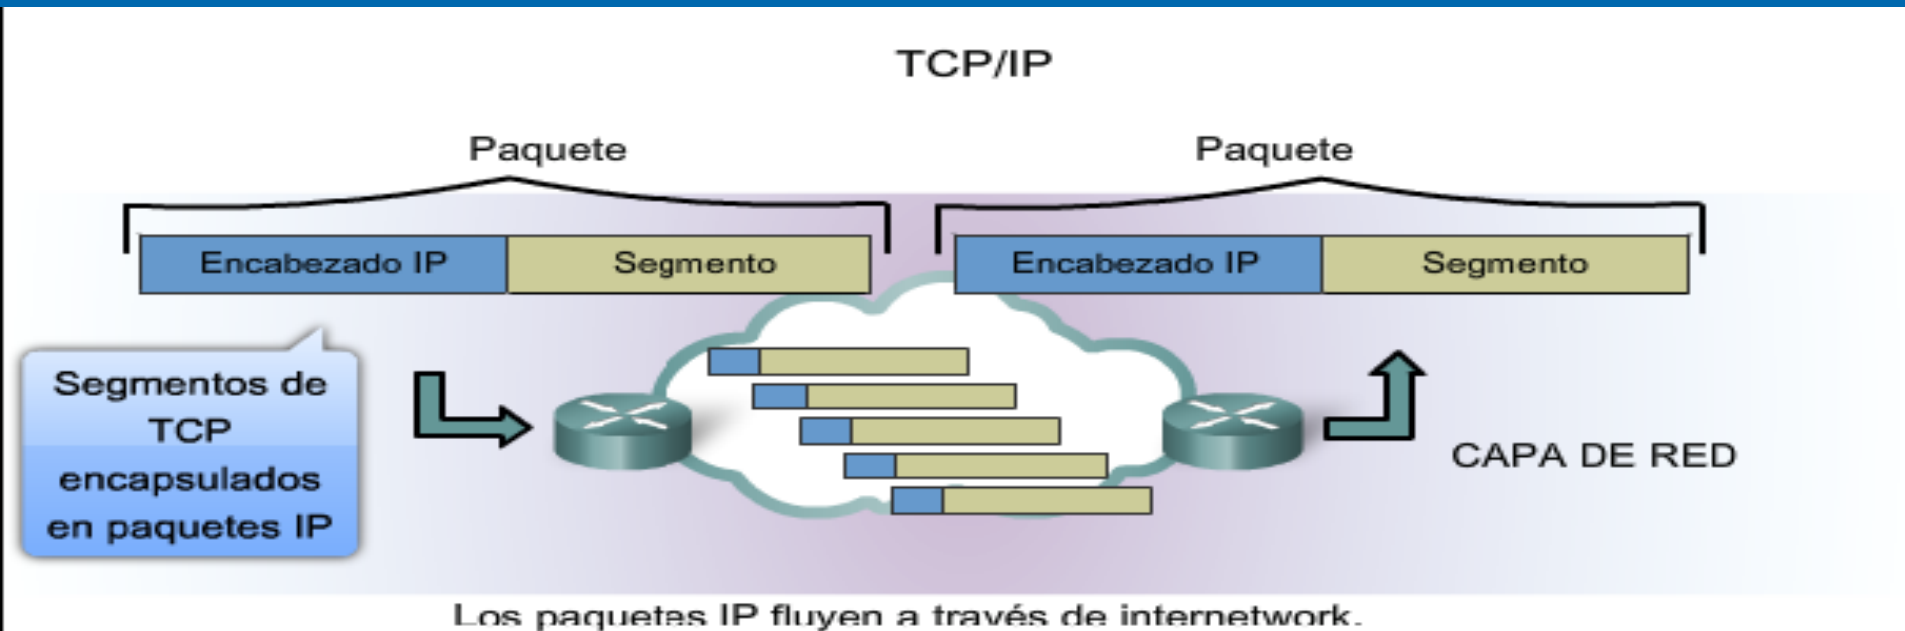 TCP/IP
Paquete
Paquete
Encabezado IP
Segmento
Encabezado IP
Segmento
Segmentos de
TCP
encapsulados
en paquetes IP
CAPA DE RED
Los paquetes IP fluyen a través de internetwork.